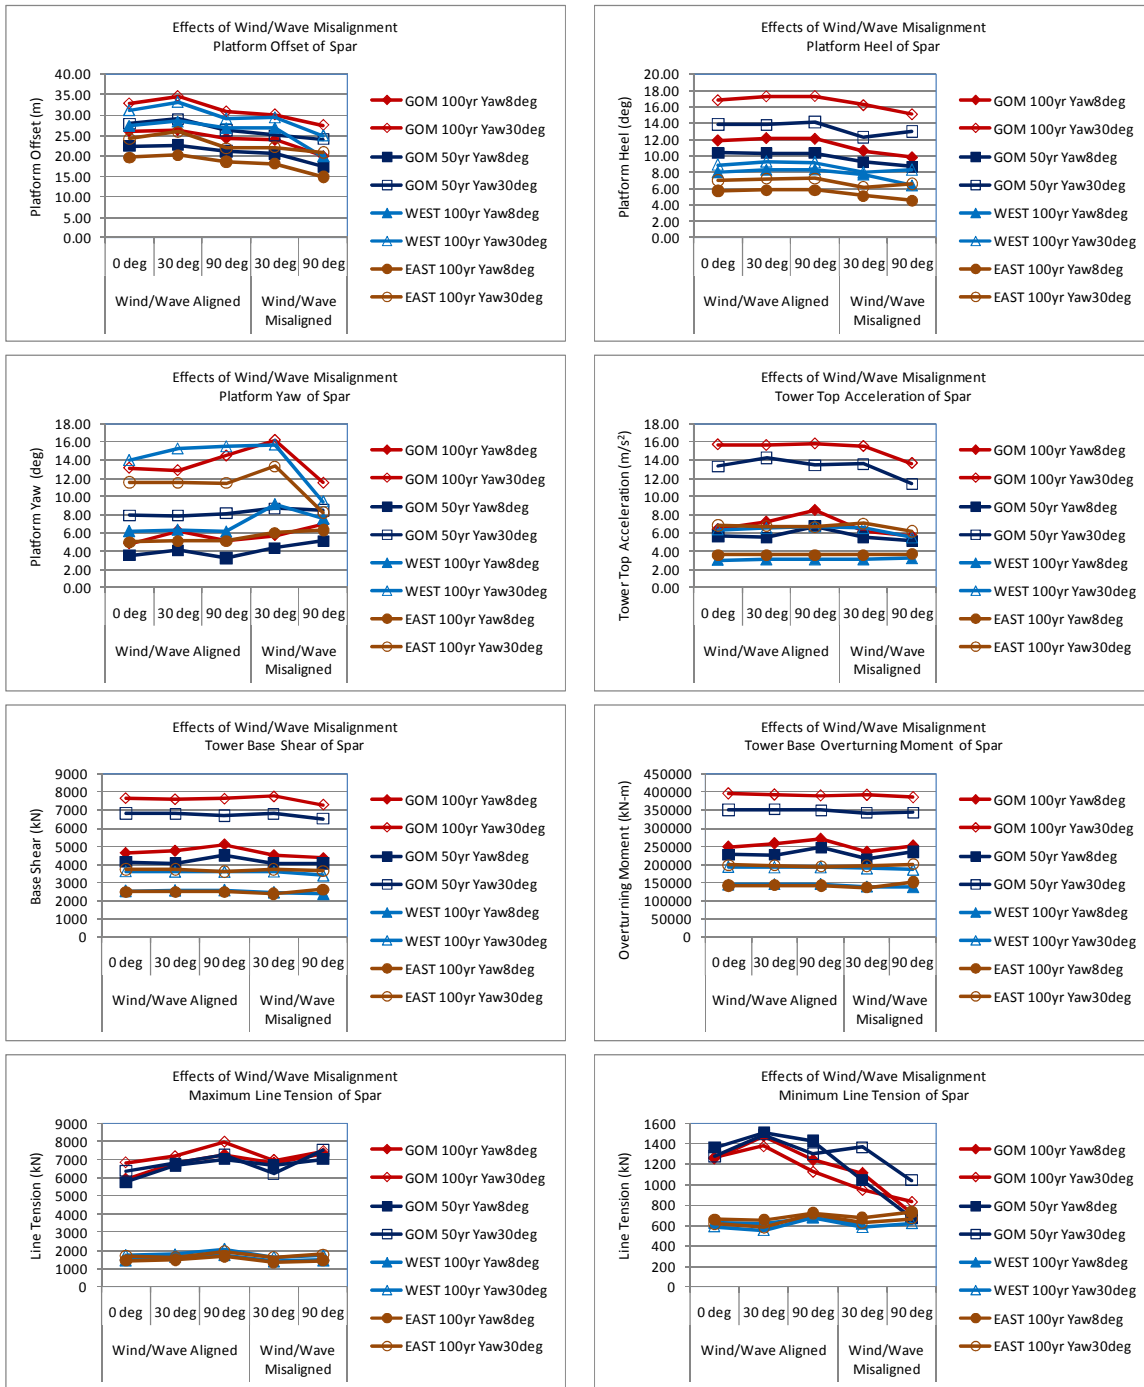 Effects of Wind/Wave Misalignment
Platform Offset of Spar
Platform Offset (m)
40.00
35.00
30.00
25.00
20.00
15.00
10.00
5.00
0.00
0 deg 30 deg 90 deg 30 deg 90 deg
Wind/Wave Aligned
Wind/Wave
Misaligned
GOM 100yr Yaw8deg
GOM 100yr Yaw30deg
GOM 50yr Yaw8deg
GOM 50yr Yaw30deg
WEST 100yr Yaw8deg
WEST 100yr Yaw30deg
EAST 100yr Yaw8deg
EAST 100yr Yaw30deg
Effects of Wind/Wave Misalignment
Platform Heel of Spar
Platform Heel (deg)
20.00
18.00
16.00
14.00
12.00
10.00
8.00
6.00
4.00
2.00
0.00
0 deg 30 deg 90 deg 30 deg 90 deg
Wind/Wave Aligned
Wind/Wave
Misaligned
GOM 100yr Yaw8deg
GOM 100yr Yaw30deg
GOM 50yr Yaw8deg
GOM 50yr Yaw30deg
WEST 100yr Yaw8deg
WEST 100yr Yaw30deg
EAST 100yr Yaw8deg
EAST 100yr Yaw30deg
Effects of Wind/Wave Misalignment
Platform Yaw of Spar
Platform Yaw (deg)
18.00
16.00
14.00
12.00
10.00
8.00
6.00
4.00
2.00
0.00
0 deg 30 deg 90 deg 30 deg 90 deg
Wind/Wave Aligned
Wind/Wave
Misaligned
GOM 100yr Yaw8deg
GOM 100yr Yaw30deg
GOM 50yr Yaw8deg
GOM 50yr Yaw30deg
WEST 100yr Yaw8deg
WEST 100yr Yaw30deg
EAST 100yr Yaw8deg
EAST 100yr Yaw30deg
Effects of Wind/Wave Misalignment
Tower Top Acceleration of Spar
Tower Top Acceleration (m/s²)
18.00
16.00
14.00
12.00
10.00
8.00
6.00
4.00
2.00
0.00
0 deg 30 deg 90 deg 30 deg 90 deg
Wind/Wave Aligned
Wind/Wave
Misaligned
GOM 100yr Yaw8deg
GOM 100yr Yaw30deg
GOM 50yr Yaw8deg
GOM 50yr Yaw30deg
WEST 100yr Yaw8deg
WEST 100yr Yaw30deg
EAST 100yr Yaw8deg
EAST 100yr Yaw30deg
Effects of Wind/Wave Misalignment
Tower Base Shear of Spar
Base Shear (kN)
9000
8000
7000
6000
5000
4000
3000
2000
1000
0
0 deg 30 deg 90 deg 30 deg 90 deg
Wind/Wave Aligned
Wind/Wave
Misaligned
GOM 100yr Yaw8deg
GOM 100yr Yaw30deg
GOM 50yr Yaw8deg
GOM 50yr Yaw30deg
WEST 100yr Yaw8deg
WEST 100yr Yaw30deg
EAST 100yr Yaw8deg
EAST 100yr Yaw30deg
Effects of Wind/Wave Misalignment
Tower Base Overturning Moment of Spar
Overturning Moment (kN-m)
450000
400000
350000
300000
250000
200000
150000
100000
50000
0
0 deg 30 deg 90 deg 30 deg 90 deg
Wind/Wave Aligned
Wind/Wave
Misaligned
GOM 100yr Yaw8deg
GOM 100yr Yaw30deg
GOM 50yr Yaw8deg
GOM 50yr Yaw30deg
WEST 100yr Yaw8deg
WEST 100yr Yaw30deg
EAST 100yr Yaw8deg
EAST 100yr Yaw30deg
Effects of Wind/Wave Misalignment
Maximum Line Tension of Spar
Line Tension (kN)
9000
8000
7000
6000
5000
4000
3000
2000
1000
0
0 deg 30 deg 90 deg 30 deg 90 deg
Wind/Wave Aligned
Wind/Wave
Misaligned
GOM 100yr Yaw8deg
GOM 100yr Yaw30deg
GOM 50yr Yaw8deg
GOM 50yr Yaw30deg
WEST 100yr Yaw8deg
WEST 100yr Yaw30deg
EAST 100yr Yaw8deg
EAST 100yr Yaw30deg
Effects of Wind/Wave Misalignment
Minimum Line Tension of Spar
Line Tension (kN)
1600
1400
1200
1000
800
600
400
200
0
0 deg 30 deg 90 deg 30 deg 90 deg
Wind/Wave Aligned
Wind/Wave
Misaligned
GOM 100yr Yaw8deg
GOM 100yr Yaw30deg
GOM 50yr Yaw8deg
GOM 50yr Yaw30deg
WEST 100yr Yaw8deg
WEST 100yr Yaw30deg
EAST 100yr Yaw8deg
EAST 100yr Yaw30deg